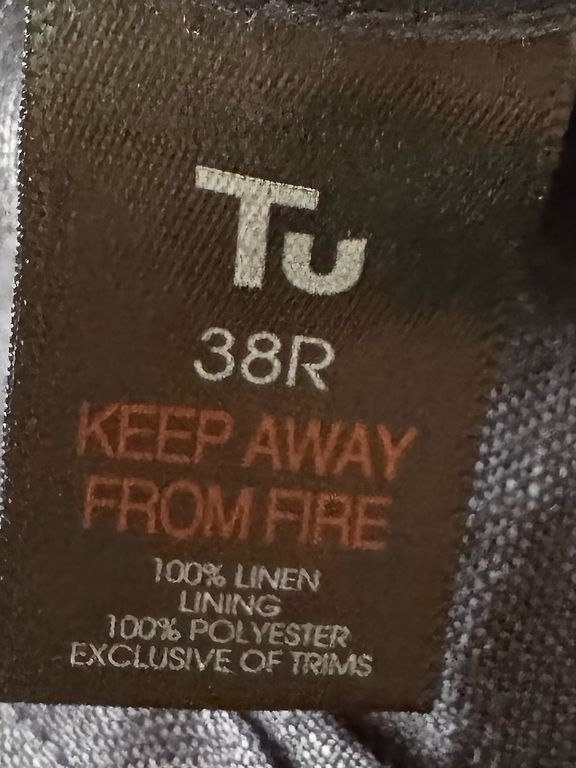 Tu
38R
KEEP AWAY
FROM FIRE
100% LINEN
LINING
100% POLYESTER
EXCLUSIVE OF TRIMS